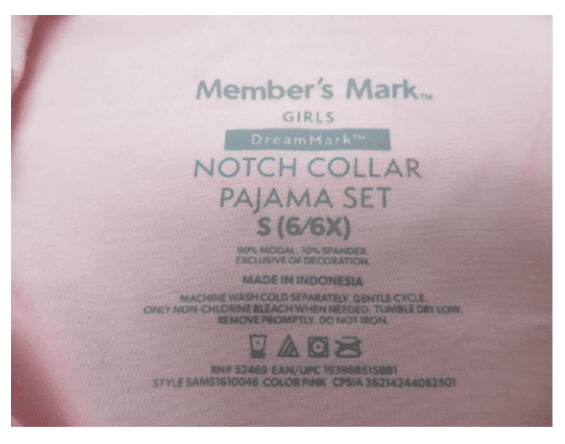 Member's Mark™
GIRLS
DreamMark™
NOTCH COLLAR
PAJAMA SET
S (6/6X)
90% MODAL, 10% SPANDEX
EXCLUSIVE OF DECORATION.
MADE IN INDONESIA
MACHINE WASH COLD SEPARATELY, GENTLE CYCLE.
ONLY NON-CHLORINE BLEACH WHEN NEEDED. TUMBLE DRY LOW.
REMOVE PROMPTLY. DO NOT IRON.
RN# 52469 EAN/UPC 193968515881
STYLE SAMS1610046 COLOR PINK CPSIA 36214244082501